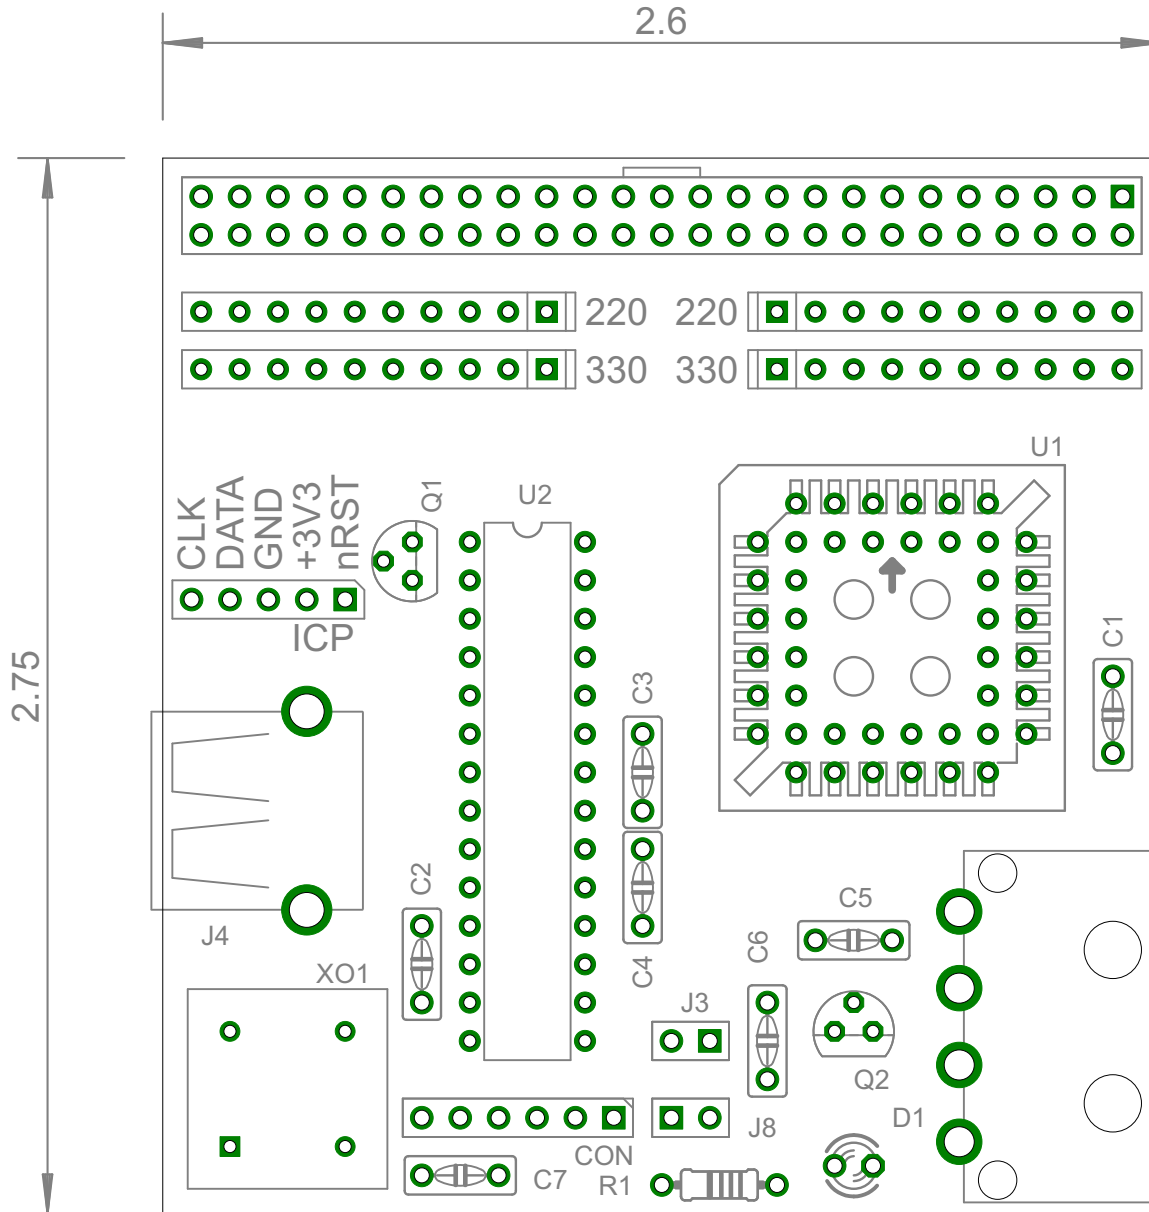 2.6
220 220
330 330
U1
CLK
DATA
GND
+3V3
nRST
Q1
U2
ICP
C1
2.75
C3
C2
C5
J4
C6
C4
XO1
J3
Q2
D1
J8
CON
C7
R1